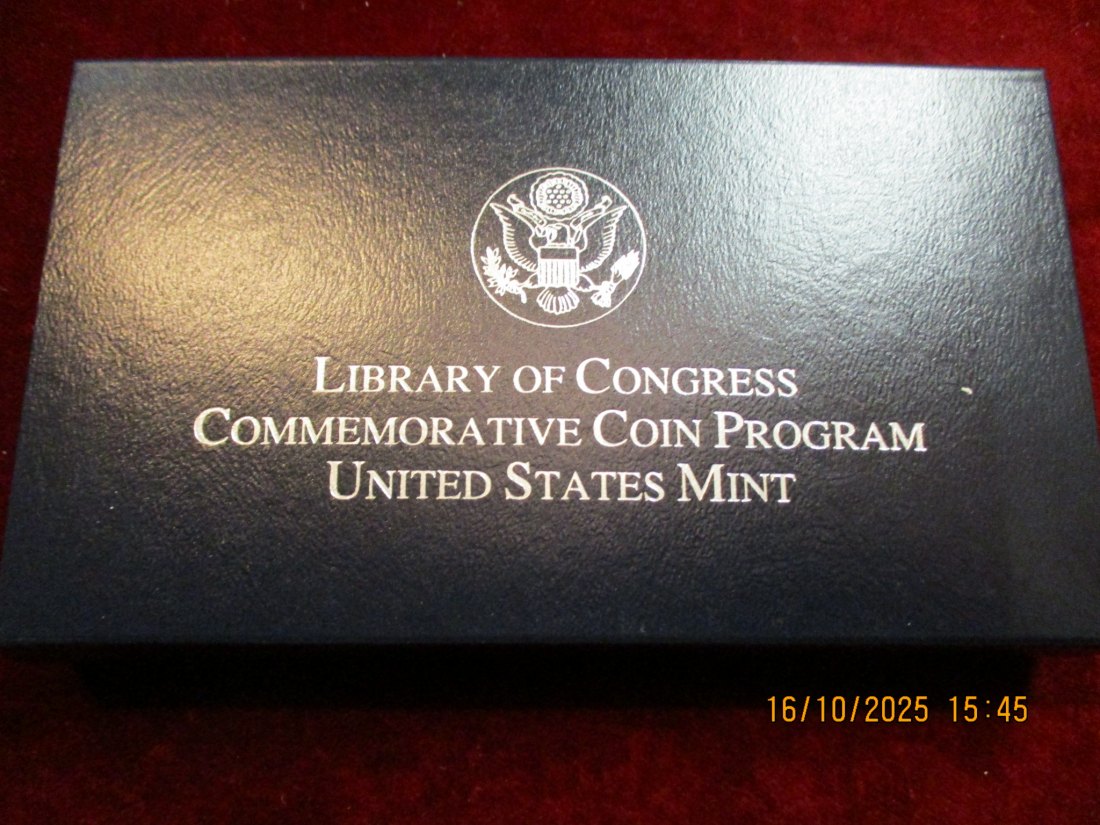 LIBRARY OF CONGRESS
COMMEMORATIVE COIN PROGRAM
UNITED STATES MINT
16/10/2025 15:45